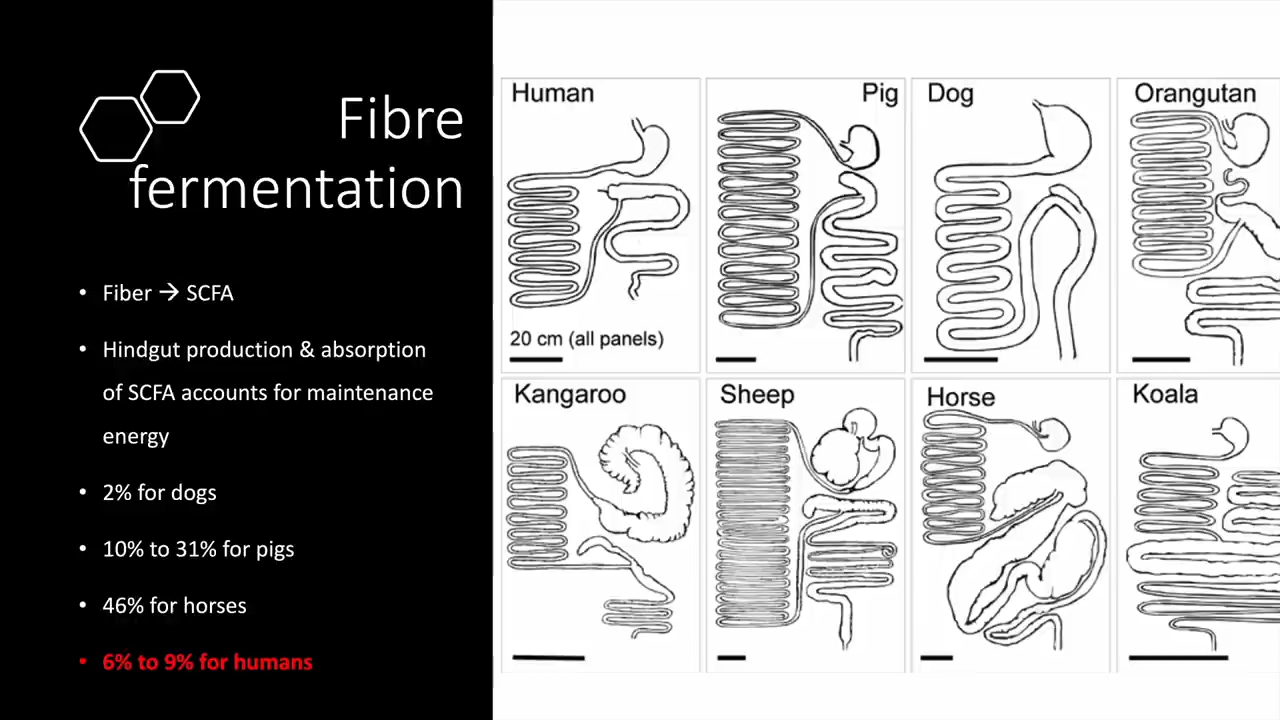 Fibre
fermentation
• Fiber → SCFA
• Hindgut production & absorption
of SCFA accounts for maintenance
energy
• 2% for dogs
• 10% to 31% for pigs
• 46% for horses
• 6% to 9% for humans
Human
Pig
Dog
Orangutan
20 cm (all panels)
Kangaroo
Sheep
Horse
Koala